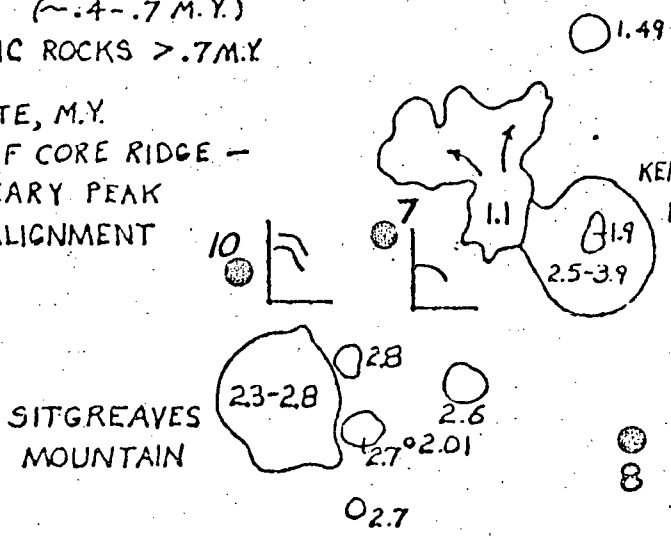 (~.4-.7 M.Y.)
IC ROCKS > .7 M.Y.
TE, M.Y.
F CORE RIDGE -
EARY PEAK
ALIGNMENT
1.49
KE
1.1
1.9
2.5-3.9
7
10
2.8
2.3-2.8
2.6
SITGREAVES
MOUNTAIN
2.7
2.01
8
2.7